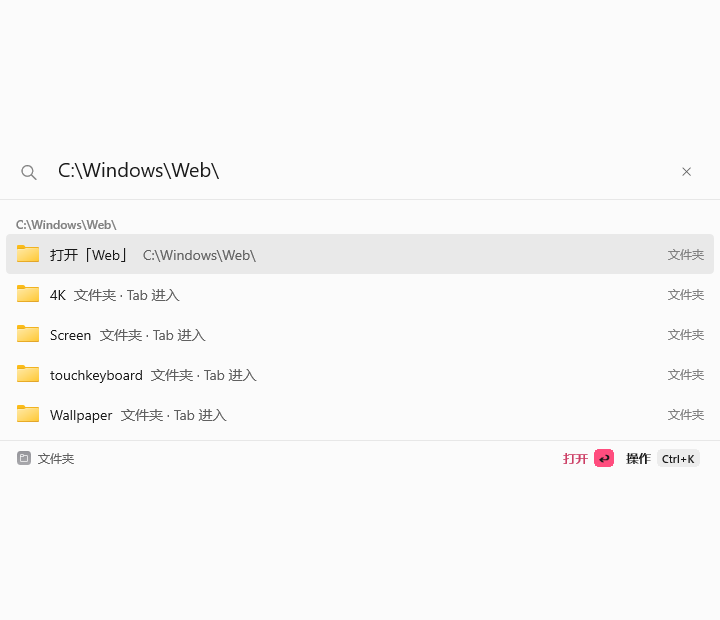 C:\Windows\Web\
C:\Windows\Web\
打开「Web」 C:\Windows\Web\ 文件夹
4K 文件夹 · Tab 进入 文件夹
Screen 文件夹 · Tab 进入 文件夹
touchkeyboard 文件夹 · Tab 进入 文件夹
Wallpaper 文件夹 · Tab 进入 文件夹
文件夹 打开 操作 Ctrl+K